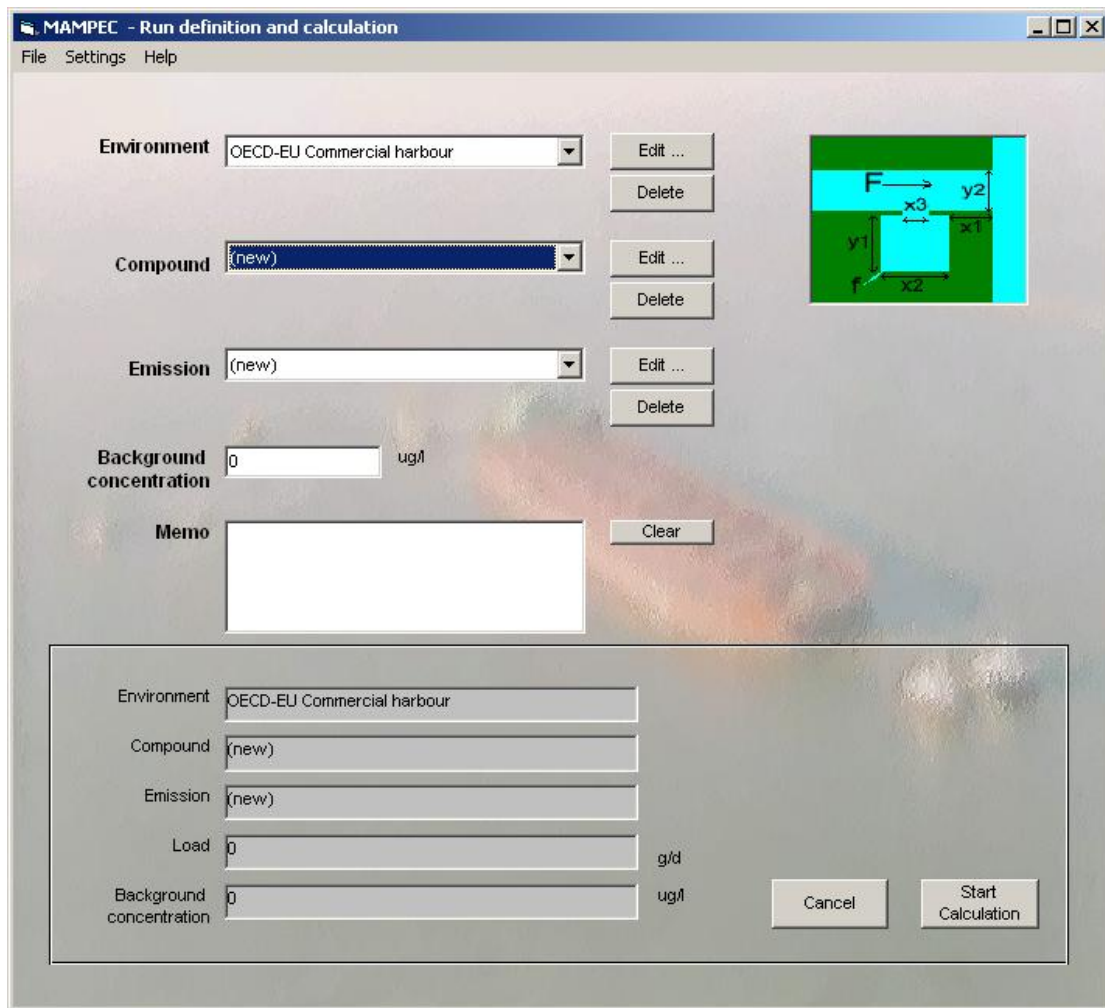 MAMPEC - Run definition and calculation
File Settings Help
Environment OECD-EU Commercial harbour Edit ...
Delete
Compound (new) Edit ...
Delete
Emission (new) Edit ...
Delete
Background
concentration 0 ug/l
Memo Clear
F
x3
y2
y1
x1
f
x2
Environment OECD-EU Commercial harbour
Compound (new)
Emission (new)
Load 0 g/d
Background
concentration 0 ug/l
Cancel
Start
Calculation